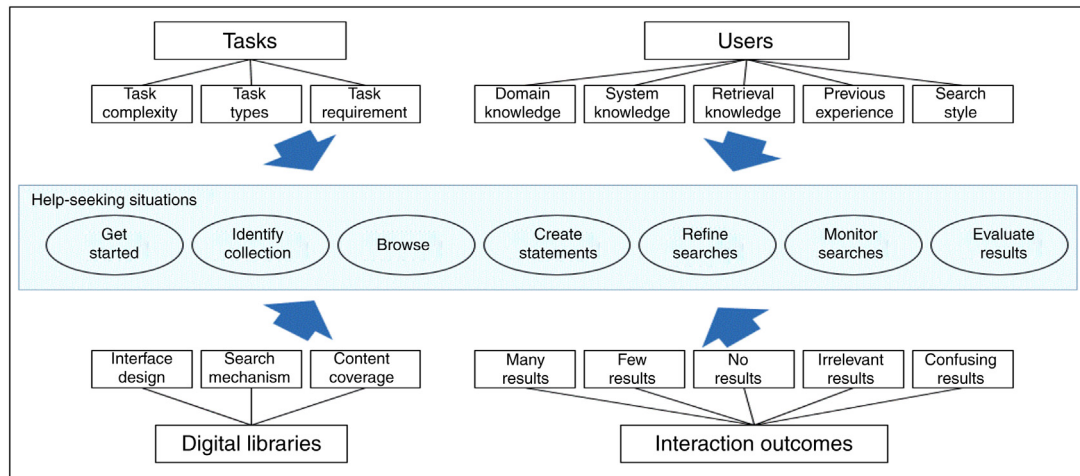 Tasks
Users
Task
complexity
Task
types
Task
requirement
Domain
knowledge
System
knowledge
Retrieval
knowledge
Previous
experience
Search
style
Help-seeking situations
Get
started
Identify
collection
Browse
Create
statements
Refine
searches
Monitor
searches
Evaluate
results
Interface
design
Search
mechanism
Content
coverage
Many
results
Few
results
No
results
Irrelevant
results
Confusing
results
Digital libraries
Interaction outcomes